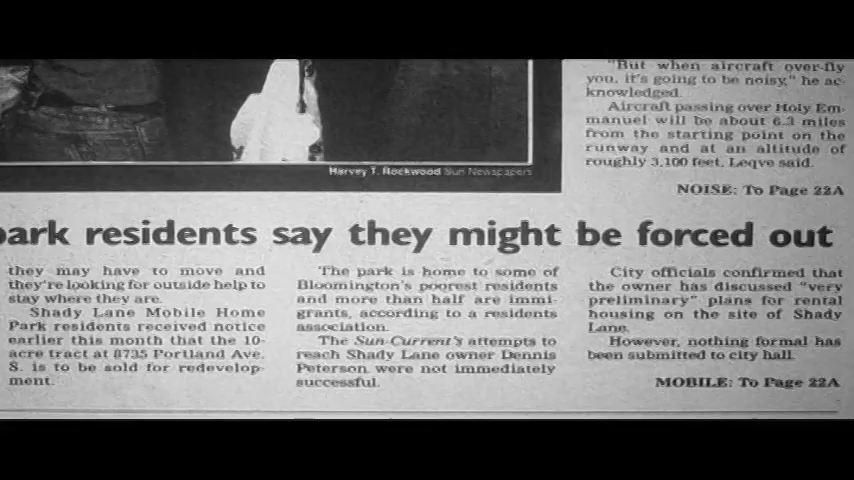 "But when aircraft over-fly
you, it's going to be noisy," he ac-
knowledged.
Aircraft passing over Holy Em-
manuel will be about 6.3 miles
from the starting point on the
runway and at an altitude of
roughly 3,100 feet, Leqve said.
NOISE: To Page 22A
Harvey T. Rockwood Sun Newspapers
park residents say they might be forced out
they may have to move and
they're looking for outside help to
stay where they are.
Shady Lane Mobile Home
Park residents received notice
earlier this month that the 10-
acre tract at 8735 Portland Ave.
S. is to be sold for redevelop-
ment.
The park is home to some of
Bloomington's poorest residents
and more than half are immi-
grants, according to a residents
association.
The Sun-Current's attempts to
reach Shady Lane owner Dennis
Peterson were not immediately
successful.
City officials confirmed that
the owner has discussed "very
preliminary" plans for rental
housing on the site of Shady
Lane.
However, nothing formal has
been submitted to city hall.
MOBILE: To Page 22A